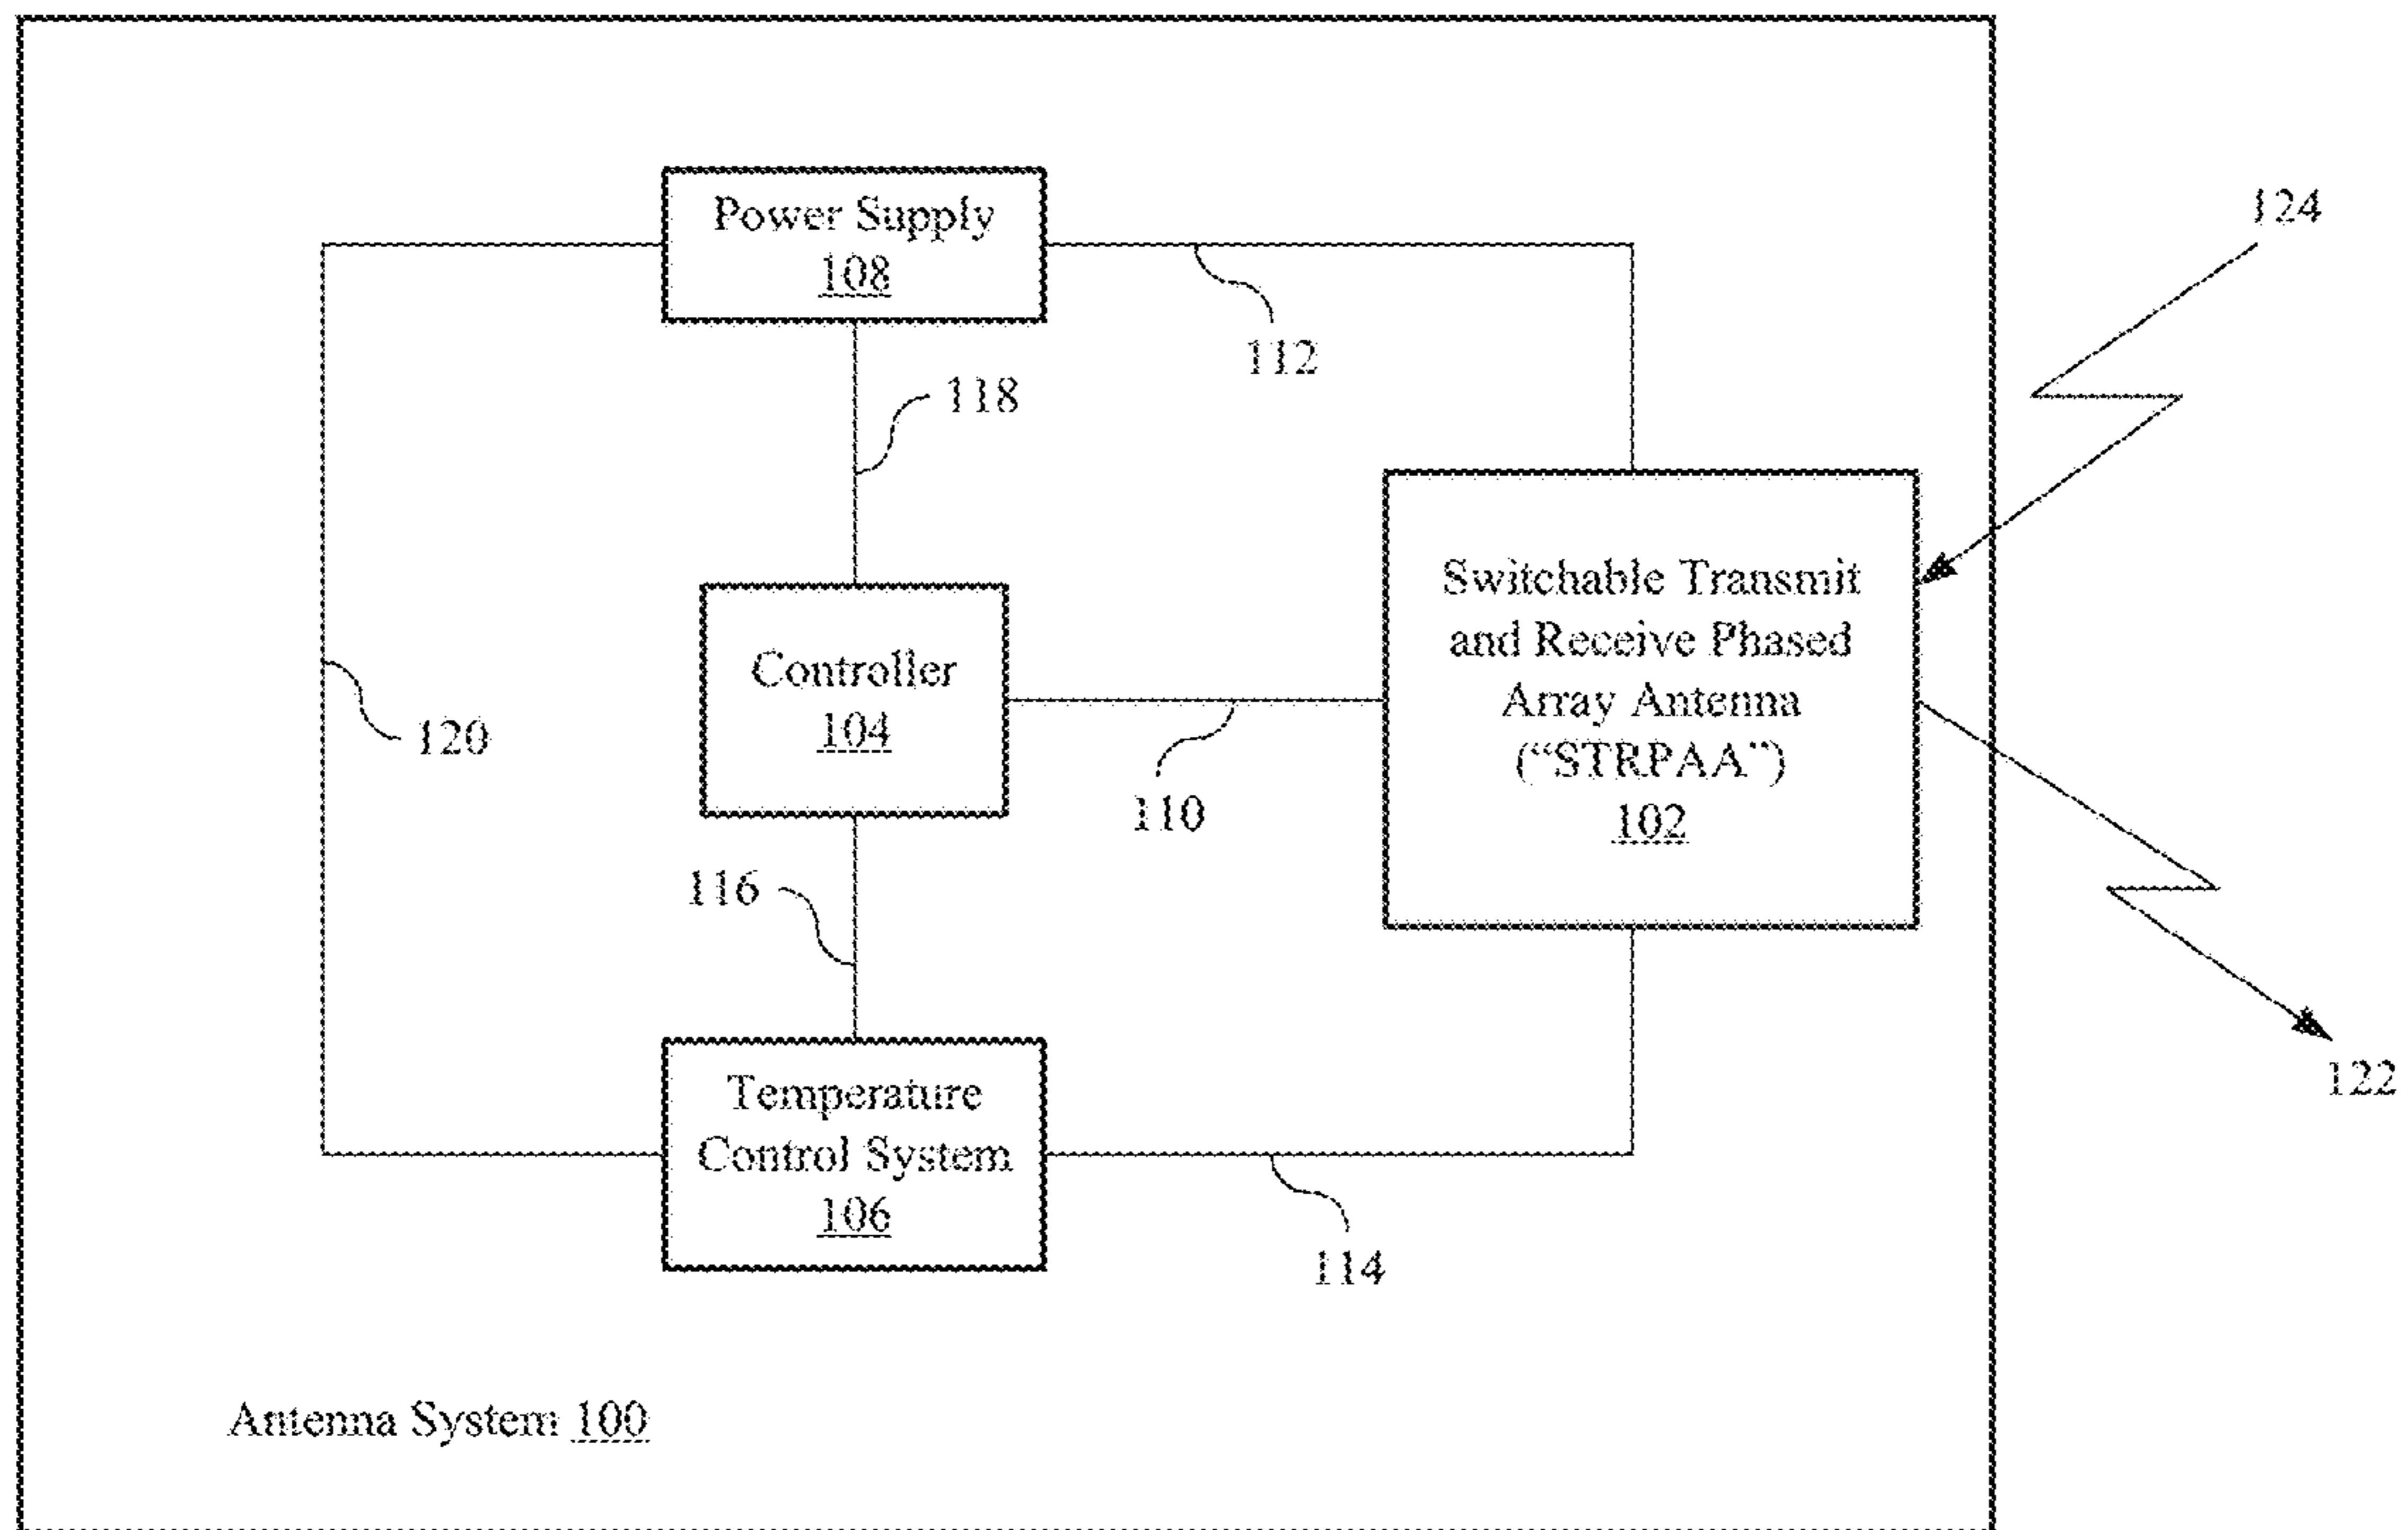 124
Power Supply
108
112
118
Switchable Transmit
and Receive Phased
Array Antenna
("STRPAA")
102
Controller
104
120
110
116
Temperature
Control System
106
122
114
Antenna System 100